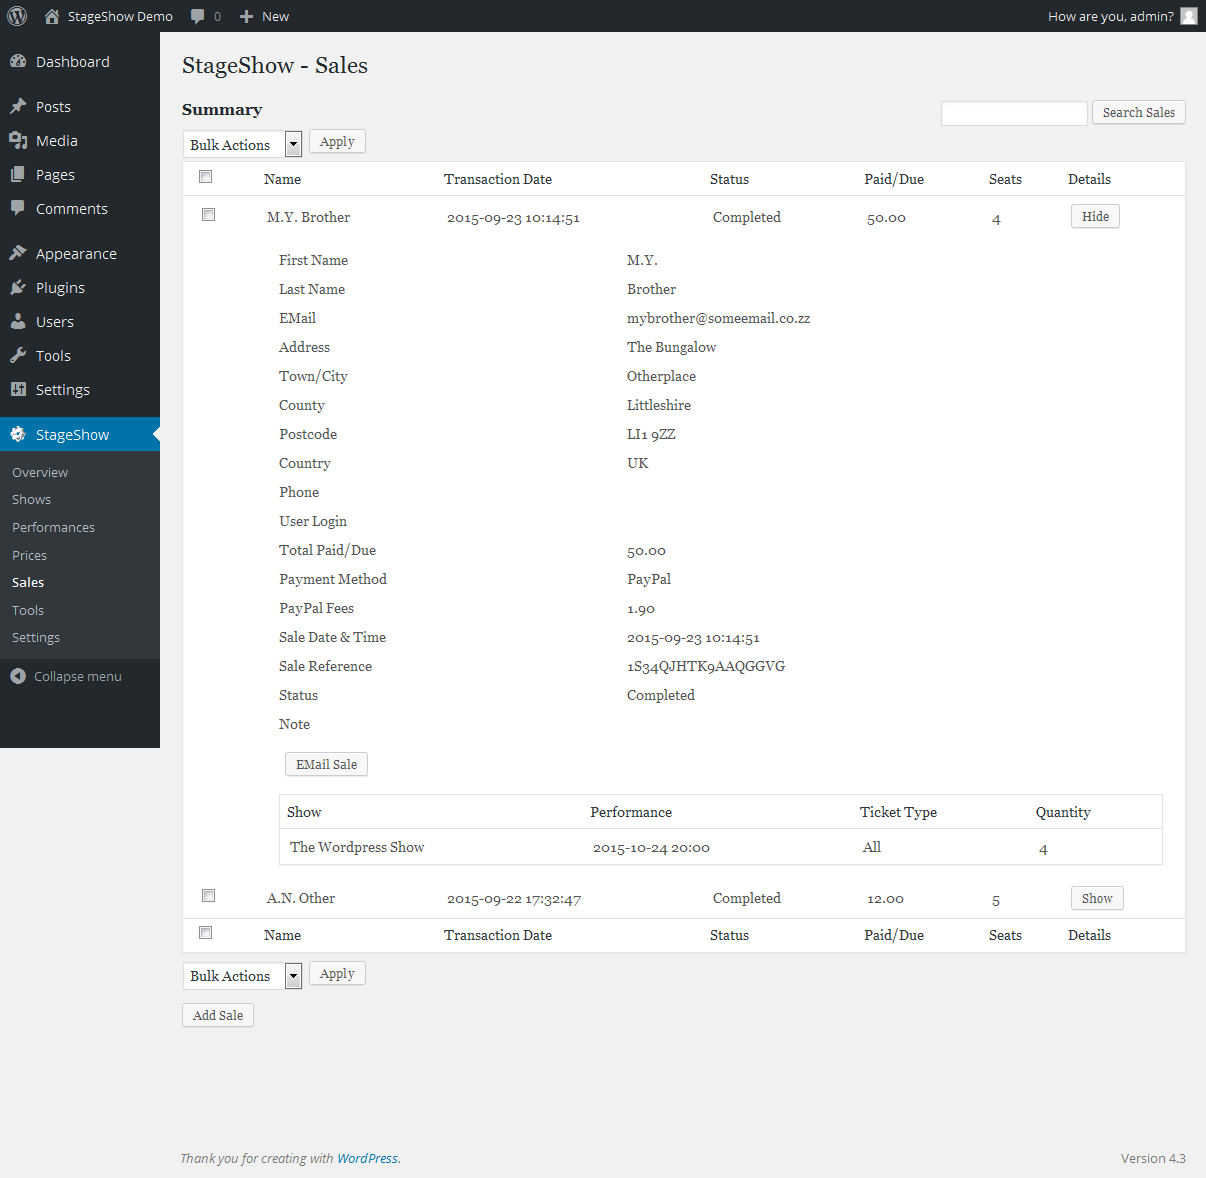 StageShow Demo 0 New How are you, admin?
Dashboard
Posts
Media
Pages
Comments
Appearance
Plugins
Users
Tools
Settings
StageShow
Overview
Shows
Performances
Prices
Sales
Tools
Settings
Collapse menu
StageShow - Sales
Summary
Search Sales
Bulk Actions Apply
Name Transaction Date Status Paid/Due Seats Details
M.Y. Brother 2015-09-23 10:14:51 Completed 50.00 4 Hide
First Name M.Y.
Last Name Brother
EMail mybrother@someemail.co.zz
Address The Bungalow
Town/City Otherplace
County Littleshire
Postcode LI1 9ZZ
Country UK
Phone
User Login
Total Paid/Due 50.00
Payment Method PayPal
PayPal Fees 1.90
Sale Date & Time 2015-09-23 10:14:51
Sale Reference 1S34QJHTK9AAQGGVG
Status Completed
Note
EMail Sale
Show Performance Ticket Type Quantity
The Wordpress Show 2015-10-24 20:00 All 4
A.N. Other 2015-09-22 17:32:47 Completed 12.00 5 Show
Name Transaction Date Status Paid/Due Seats Details
Bulk Actions Apply
Add Sale
Thank you for creating with WordPress. Version 4.3